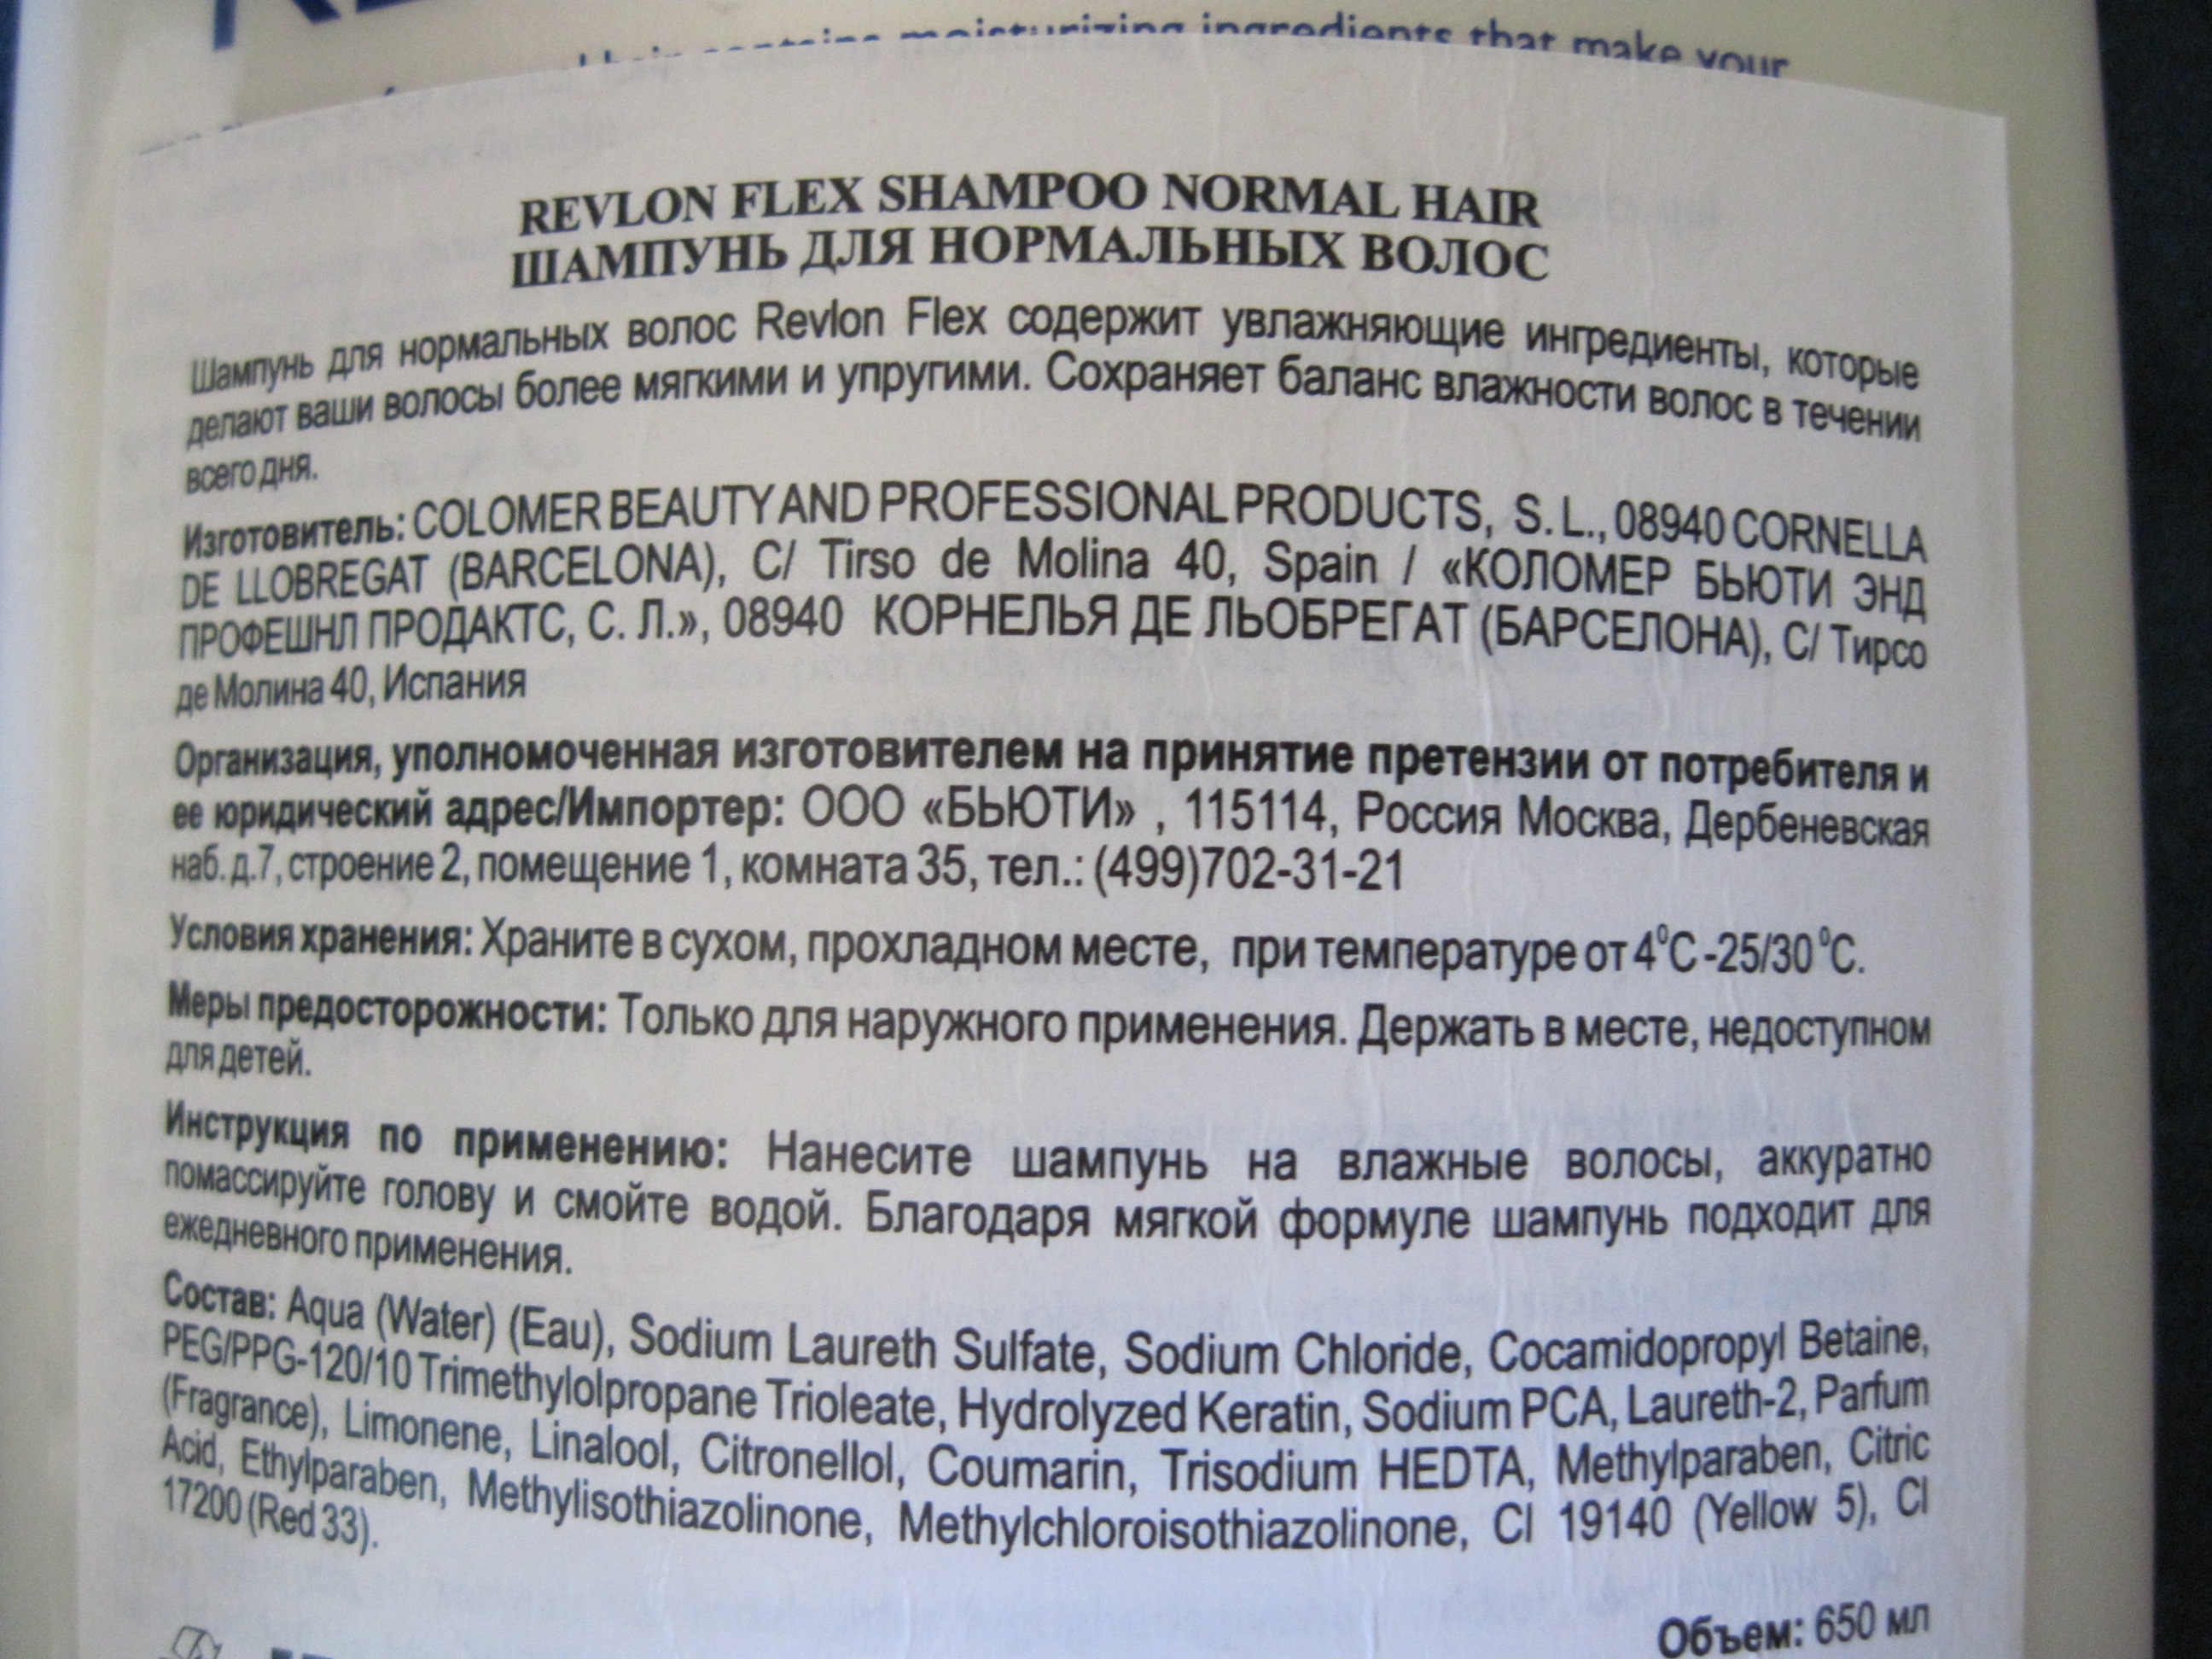 Hair contains moisturizing ingredients that make your
REVLON FLEX SHAMPOO NORMAL HAIR
ШАМПУНЬ ДЛЯ НОРМАЛЬНЫХ ВОЛОС
Шампунь для нормальных волос Revlon Flex содержит увлажняющие ингредиенты, которые
делают ваши волосы более мягкими и упругими. Сохраняет баланс влажности волос в течении
всего дня.
Изготовитель: COLOMER BEAUTY AND PROFESSIONAL PRODUCTS, S. L., 08940 CORNELLA
DE LLOBREGAT (BARCELONA), C/ Tirso de Molina 40, Spain / «КОЛОМЕР БЬЮТИ ЭНД
ПРОФЕШНЛ ПРОДАКТС, С. Л.», 08940 КОРНЕЛЬЯ ДЕ ЛЬОБРЕГАТ (БАРСЕЛОНА), С/ Тирсо
де Молина 40, Испания
Организация, уполномоченная изготовителем на принятие претензии от потребителя и
ее юридический адрес/Импортер: ООО «БЬЮТИ» , 115114, Россия Москва, Дербеневская
наб. д.7, строение 2, помещение 1, комната 35, тел.: (499)702-31-21
Условия хранения: Храните в сухом, прохладном месте, при температуре от 4⁰C -25/30 ⁰C.
Меры предосторожности: Только для наружного применения. Держать в месте, недоступном
для детей.
Инструкция по применению: Нанесите шампунь на влажные волосы, аккуратно
помассируйте голову и смойте водой. Благодаря мягкой формуле шампунь подходит для
ежедневного применения.
Состав: Aqua (Water) (Eau), Sodium Laureth Sulfate, Sodium Chloride, Cocamidopropyl Betaine,
PEG/PPG-120/10 Trimethylolpropane Trioleate, Hydrolyzed Keratin, Sodium PCA, Laureth-2, Parfum
(Fragrance), Limonene, Linalool, Citronellol, Coumarin, Trisodium HEDTA, Methylparaben, Citric
Acid, Ethylparaben, Methylisothiazolinone, Methylchloroisothiazolinone, CI 19140 (Yellow 5), CI
17200 (Red 33).
Объем: 650 мл